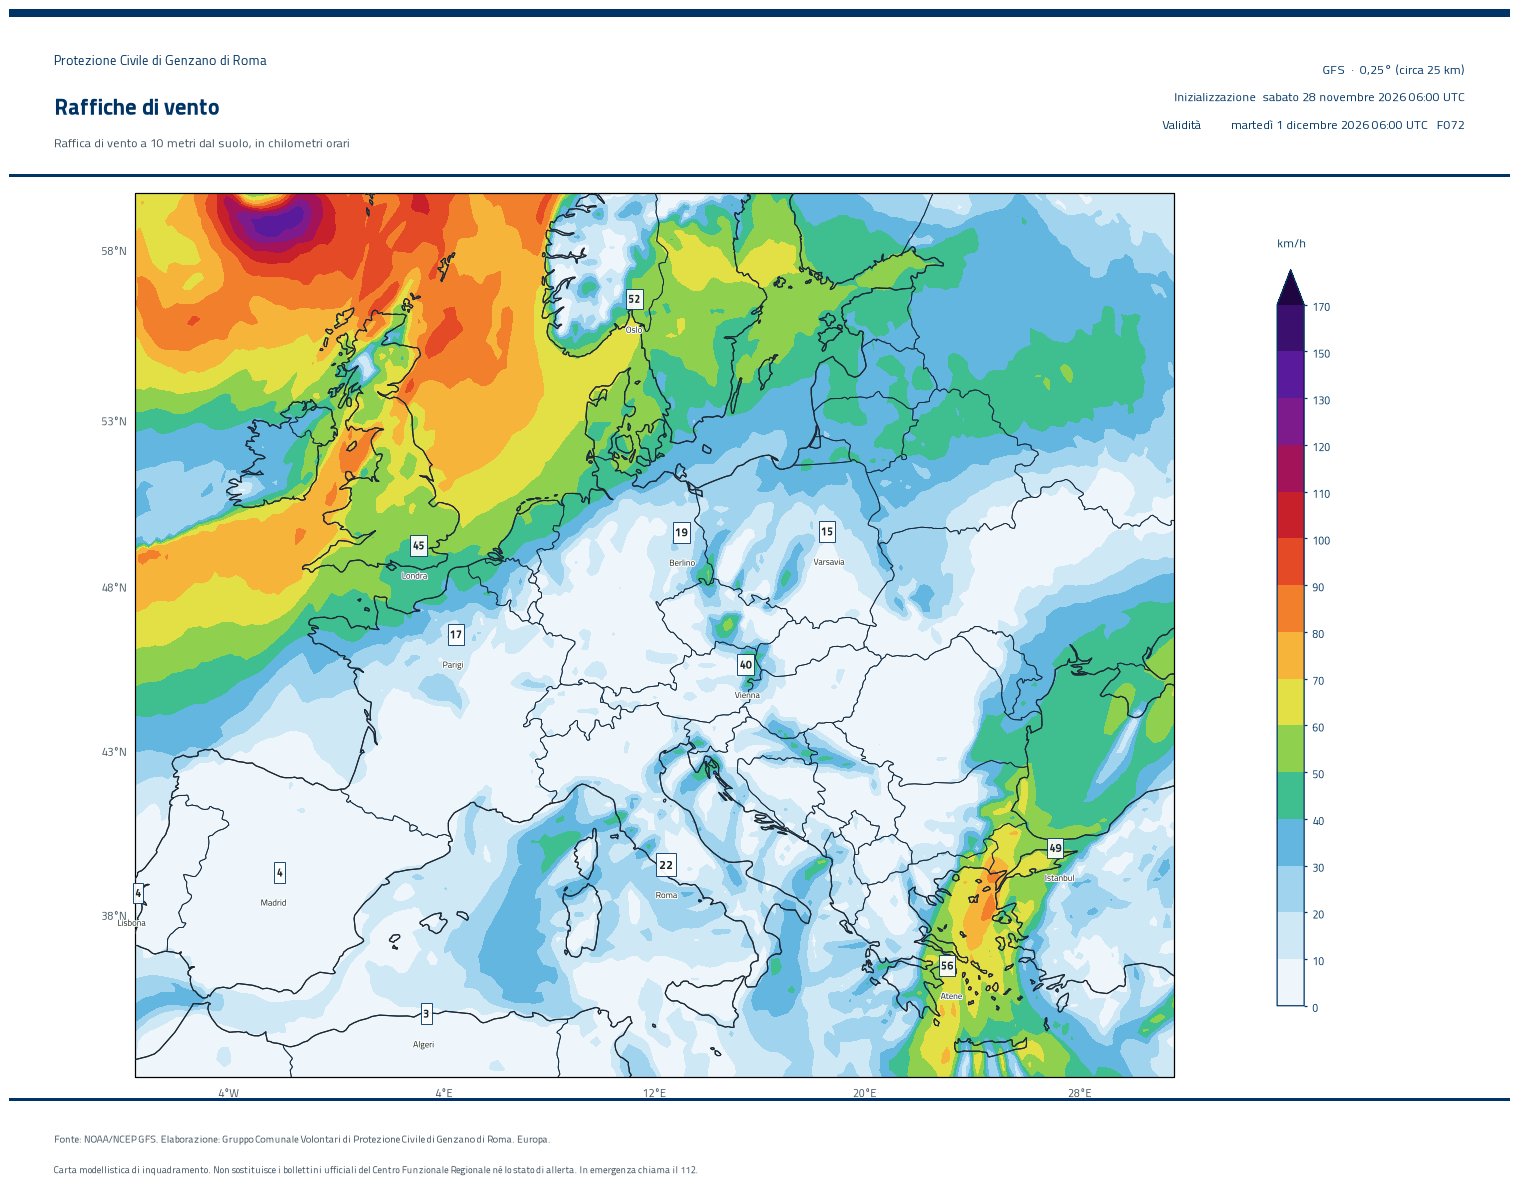 Protezione Civile di Genzano di Roma
Raffiche di vento
Raffica di vento a 10 metri dal suolo, in chilometri orari
GFS · 0,25° (circa 25 km)
Inizializzazione sabato 28 novembre 2026 06:00 UTC
Validità martedì 1 dicembre 2026 06:00 UTC F072
58°N
53°N
48°N
43°N
38°N
4°W
4°E
12°E
20°E
28°E
52
Oslo
45
Londra
19
Berlino
15
Varsavia
17
Parigi
40
Vienna
49
Istanbul
22
Roma
4
Madrid
4
Lisbona
56
Atene
3
Algeri
km/h
170
150
130
120
110
100
90
80
70
60
50
40
30
20
10
0
Fonte: NOAA/NCEP GFS. Elaborazione: Gruppo Comunale Volontari di Protezione Civile di Genzano di Roma. Europa.
Carta modellistica di inquadramento. Non sostituisce i bollettini ufficiali del Centro Funzionale Regionale né lo stato di allerta. In emergenza chiama il 112.